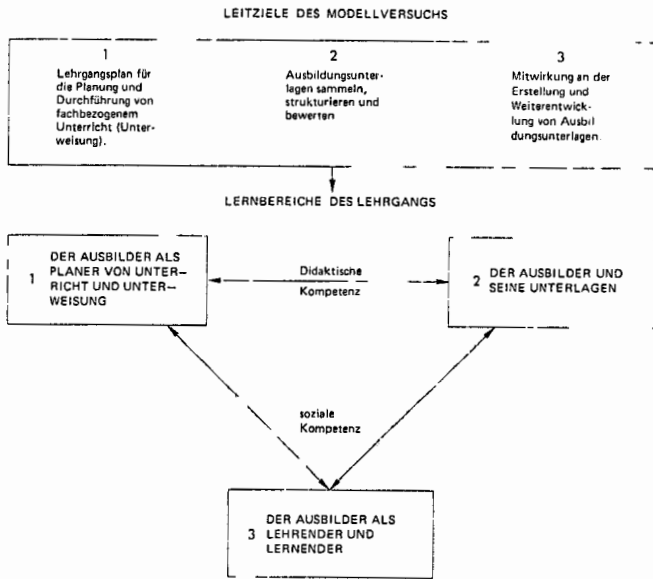 LEITZIELE DES MODELLVERSUCHS
1
Lehrgangsplan für
die Planung und
Durchführung von
fachbezogenem
Unterricht (Unter-
weisung).
2
Ausbildungsunter-
lagen sammeln,
strukturieren und
bewerten
3
Mitwirkung an der
Erstellung und
Weiterentwick-
lung von Ausbil
dungsunterlagen.
LERNBEREICHE DES LEHRGANGS
1
DER AUSBILDER ALS
PLANER VON UNTER-
RICHT UND UNTER-
WEISUNG
Didaktische
Kompetenz
2
DER AUSBILDER UND
SEINE UNTERLAGEN
soziale
Kompetenz
3
DER AUSBILDER ALS
LEHRENDER UND
LERNENDER